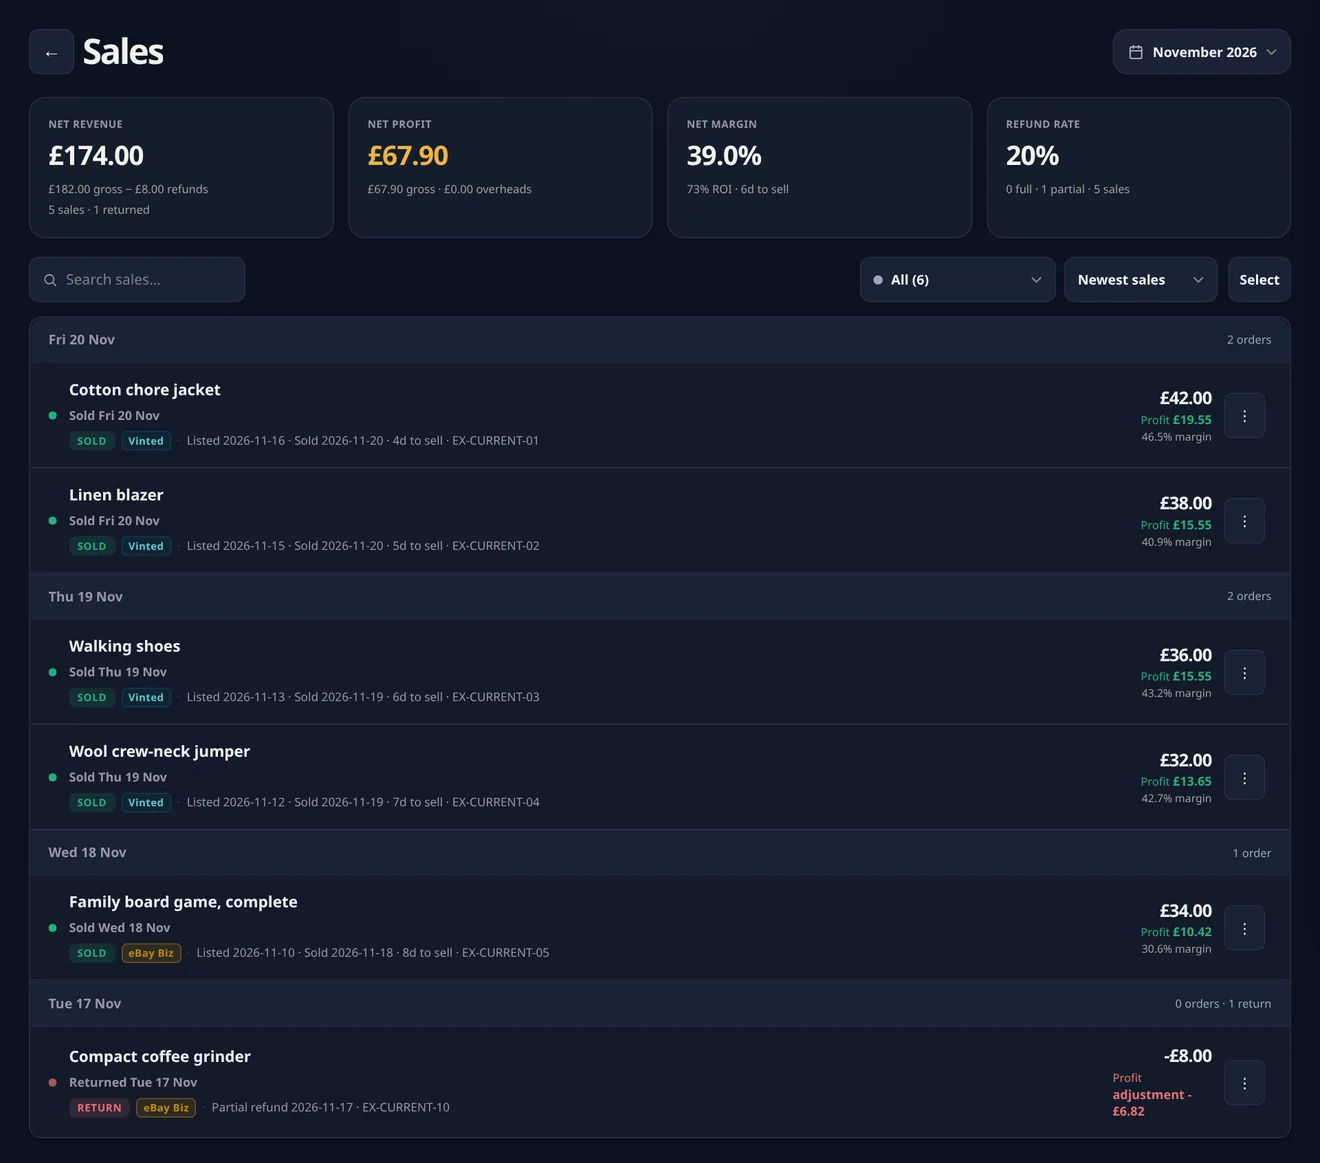 ← Sales
November 2026
NET REVENUE
£174.00
£182.00 gross − £8.00 refunds
5 sales · 1 returned
NET PROFIT
£67.90
£67.90 gross · £0.00 overheads
NET MARGIN
39.0%
73% ROI · 6d to sell
REFUND RATE
20%
0 full · 1 partial · 5 sales
Search sales...
All (6)
Newest sales
Select
Fri 20 Nov
2 orders
Cotton chore jacket
Sold Fri 20 Nov
SOLD Vinted · Listed 2026-11-16 · Sold 2026-11-20 · 4d to sell · EX-CURRENT-01
£42.00
Profit £19.55
46.5% margin
Linen blazer
Sold Fri 20 Nov
SOLD Vinted · Listed 2026-11-15 · Sold 2026-11-20 · 5d to sell · EX-CURRENT-02
£38.00
Profit £15.55
40.9% margin
Thu 19 Nov
2 orders
Walking shoes
Sold Thu 19 Nov
SOLD Vinted · Listed 2026-11-13 · Sold 2026-11-19 · 6d to sell · EX-CURRENT-03
£36.00
Profit £15.55
43.2% margin
Wool crew-neck jumper
Sold Thu 19 Nov
SOLD Vinted · Listed 2026-11-12 · Sold 2026-11-19 · 7d to sell · EX-CURRENT-04
£32.00
Profit £13.65
42.7% margin
Wed 18 Nov
1 order
Family board game, complete
Sold Wed 18 Nov
SOLD eBay Biz · Listed 2026-11-10 · Sold 2026-11-18 · 8d to sell · EX-CURRENT-05
£34.00
Profit £10.42
30.6% margin
Tue 17 Nov
0 orders · 1 return
Compact coffee grinder
Returned Tue 17 Nov
RETURN eBay Biz · Partial refund 2026-11-17 · EX-CURRENT-10
-£8.00
Profit
adjustment -
£6.82